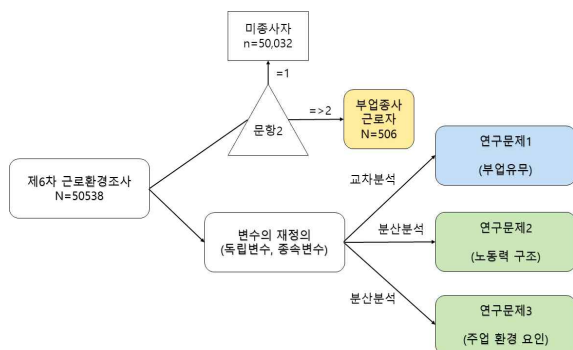 미종사자
n=50,032
=1
=>2
문항2
부업종사
근로자
N=506
제6차 근로환경조사
N=50538
변수의 재정의
(독립변수, 종속변수)
교차분석
분산분석
분산분석
연구문제1
(부업유무)
연구문제2
(노동력 구조)
연구문제3
(주업 환경 요인)